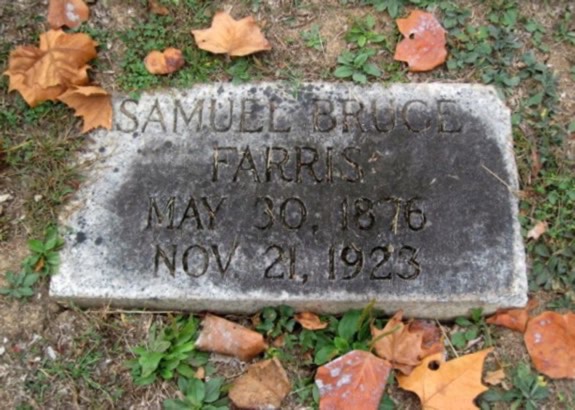 SAMUEL BRUCE
FARRIS
MAY 30, 1876
NOV 21, 1923